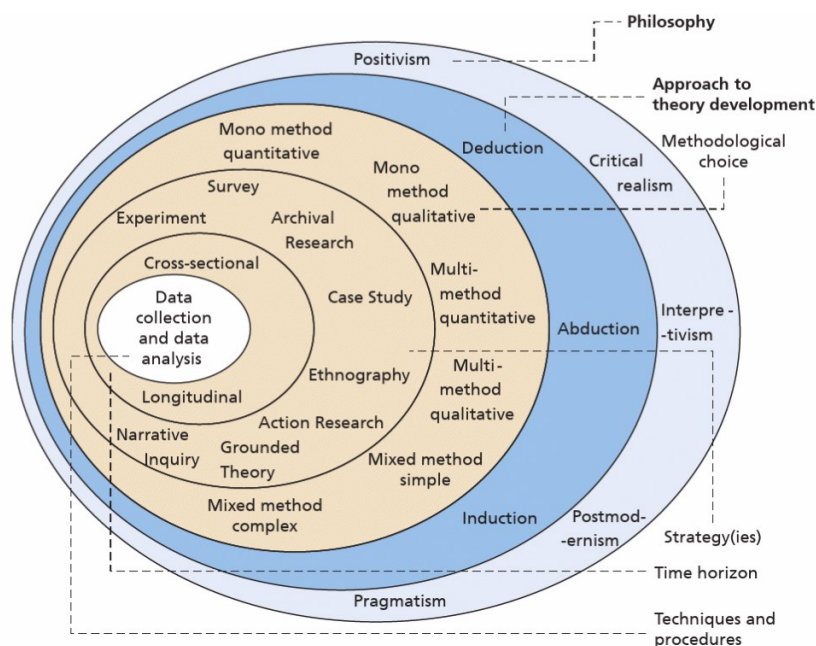 Philosophy
Positivism
Approach to
theory development
Deduction
Methodological
choice
Critical
realism
Mono method
quantitative
Mono
method
qualitative
Survey
Experiment
Archival
Research
Cross-sectional
Multi-
method
quantitative
Case Study
Data
collection
and data
analysis
Abduction
Interpre-
-tivism
Ethnography
Multi-
method
qualitative
Longitudinal
Action Research
Narrative
Inquiry
Grounded
Theory
Mixed method
simple
Mixed method
complex
Induction
Postmod-
-ernism
Strategy(ies)
Time horizon
Pragmatism
Techniques and
procedures